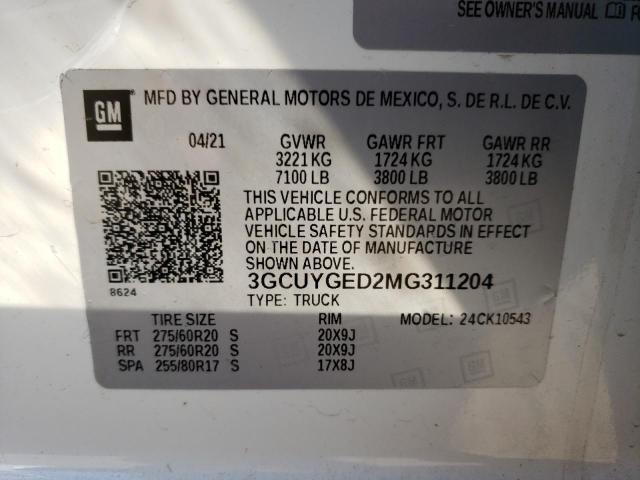 SEE OWNER'S MANUAL
GM
MFD BY GENERAL MOTORS DE MEXICO, S. DE R.L. DE C.V.
04/21 GVWR GAWR FRT GAWR RR
3221 KG 1724 KG 1724 KG
7100 LB 3800 LB 3800 LB
THIS VEHICLE CONFORMS TO ALL
APPLICABLE U.S. FEDERAL MOTOR
VEHICLE SAFETY STANDARDS IN EFFECT
ON THE DATE OF MANUFACTURE
SHOWN ABOVE.
8624
3GCUYGED2MG311204
TYPE: TRUCK
TIRE SIZE RIM MODEL: 24CK10543
FRT 275/60R20 S 20X9J
RR 275/60R20 S 20X9J
SPA 255/80R17 S 17X8J
GM GM GM